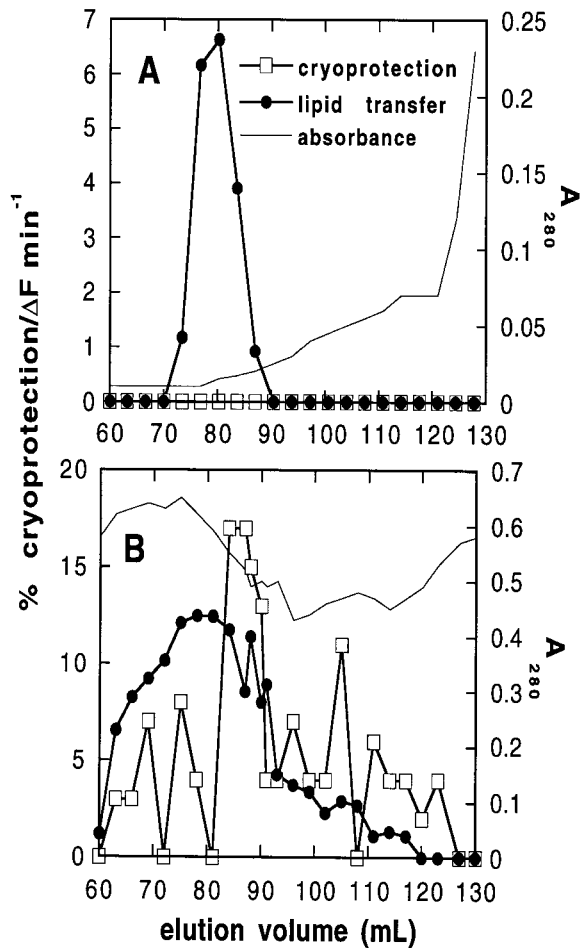 7
6
5
4
3
2
1
0
A
cryoprotection
lipid transfer
absorbance
0.25
0.2
0.15
0.1
0.05
0
A280
60 70 80 90 100 110 120 130
% cryoprotection/ΔF min⁻¹
20
15
10
5
0
B
0.7
0.6
0.5
0.4
0.3
0.2
0.1
0
A280
60 70 80 90 100 110 120 130
elution volume (mL)